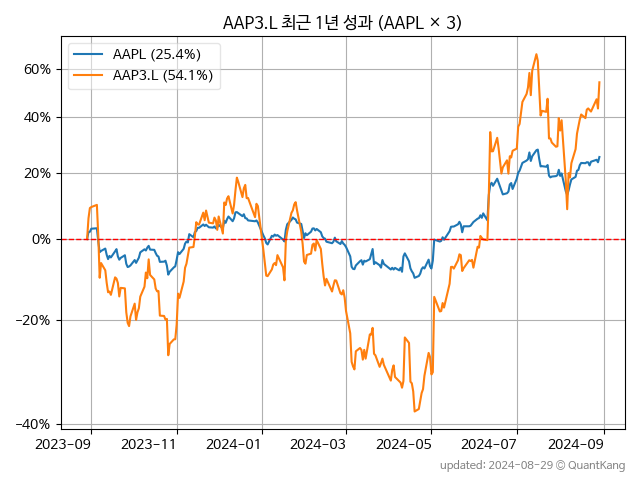 AAP3.L 최근 1년 성과 (AAPL × 3)
AAPL (25.4%)
AAP3.L (54.1%)
60%
40%
20%
0%
−20%
−40%
2023-09 2023-11 2024-01 2024-03 2024-05 2024-07 2024-09
updated: 2024-08-29 © QuantKang